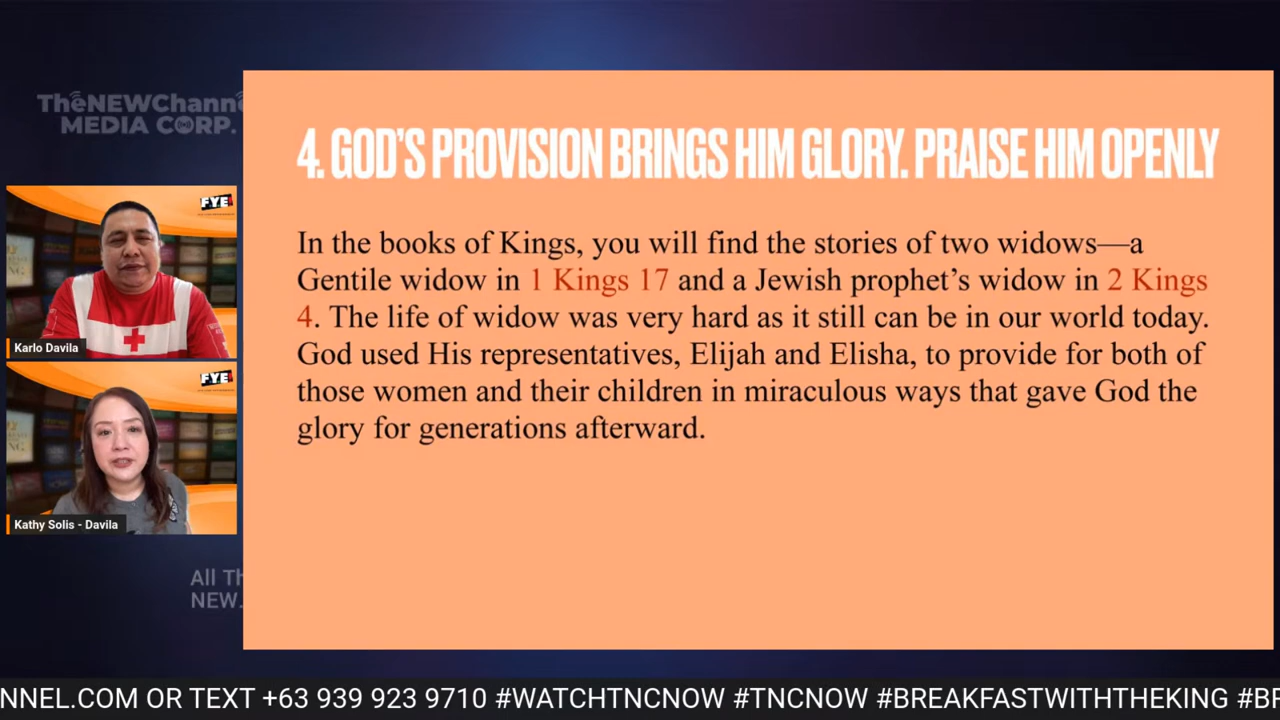 TheNEWChanne
MEDIA CORP.
4. GOD'S PROVISION BRINGS HIM GLORY. PRAISE HIM OPENLY
In the books of Kings, you will find the stories of two widows—a
Gentile widow in 1 Kings 17 and a Jewish prophet's widow in 2 Kings
4. The life of widow was very hard as it still can be in our world today.
God used His representatives, Elijah and Elisha, to provide for both of
those women and their children in miraculous ways that gave God the
glory for generations afterward.
FYE!
Karlo Davila
FYE!
Kathy Solis - Davila
All Th
NEW.
NNEL.COM OR TEXT +63 939 923 9710 #WATCHTNCNOW #TNCNOW #BREAKFASTWITHTHEKING #BR